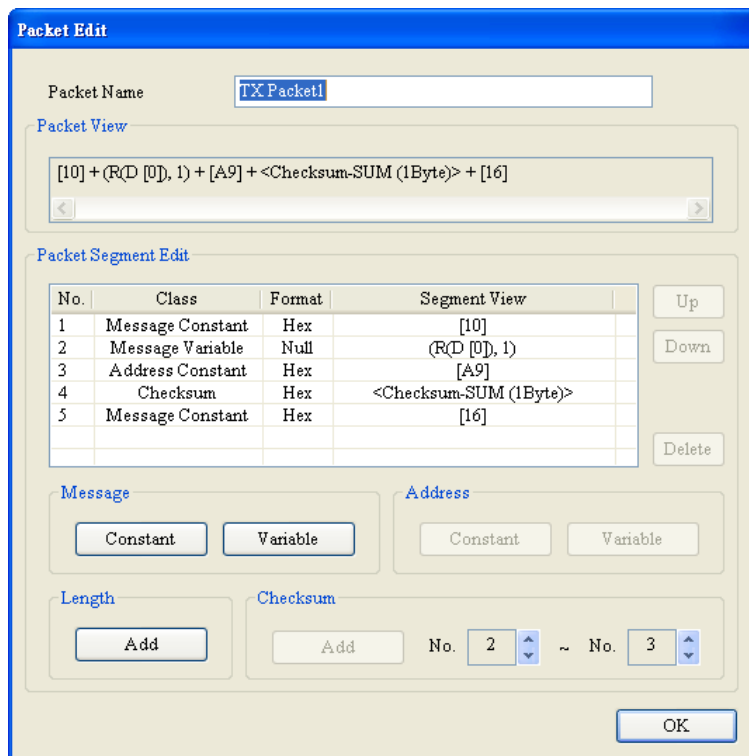 Packet Edit
Packet Name TX Packet1
Packet View
[10] + (R(D [0]), 1) + [A9] + <Checksum-SUM (1Byte)> + [16]
Packet Segment Edit
No. Class Format Segment View
1 Message Constant Hex [10]
2 Message Variable Null (R(D [0]), 1)
3 Address Constant Hex [A9]
4 Checksum Hex <Checksum-SUM (1Byte)>
5 Message Constant Hex [16]
Up
Down
Delete
Message Address
Constant Variable Constant Variable
Length Checksum
Add Add No. 2 ~ No. 3
OK